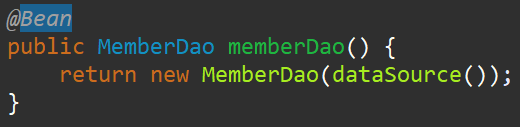 @Bean
public MemberDao memberDao() {
    return new MemberDao(dataSource());
}